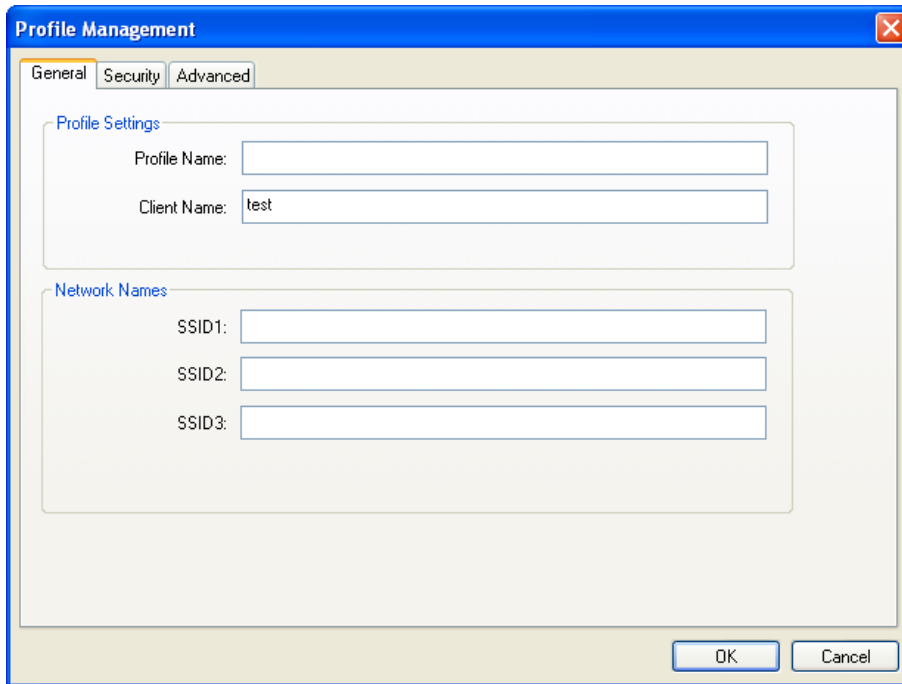 Profile Management
General Security Advanced
Profile Settings
Profile Name:
Client Name: test
Network Names
SSID1:
SSID2:
SSID3:
OK Cancel